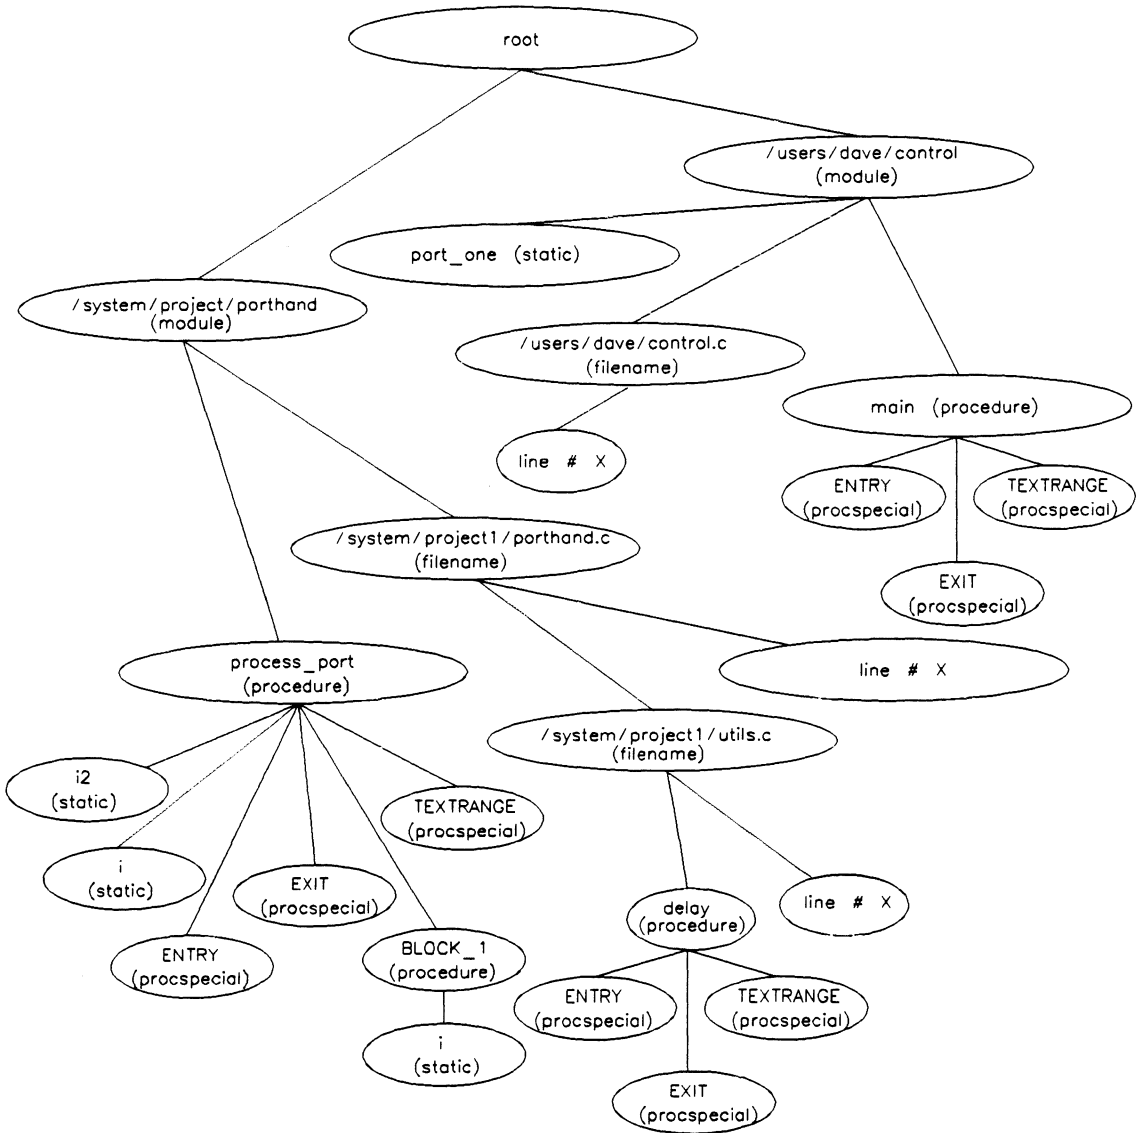 root
/users/dave/control
(module)
port_one (static)
/system/project/porthand
(module)
/users/dave/control.c
(filename)
main (procedure)
line # X
ENTRY
(procspecial)
TEXTRANGE
(procspecial)
/system/project1/porthand.c
(filename)
EXIT
(procspecial)
process_port
(procedure)
line # X
/system/project1/utils.c
(filename)
i2
(static)
TEXTRANGE
(procspecial)
i
(static)
EXIT
(procspecial)
delay
(procedure)
line # X
ENTRY
(procspecial)
BLOCK_1
(procedure)
ENTRY
(procspecial)
TEXTRANGE
(procspecial)
i
(static)
EXIT
(procspecial)